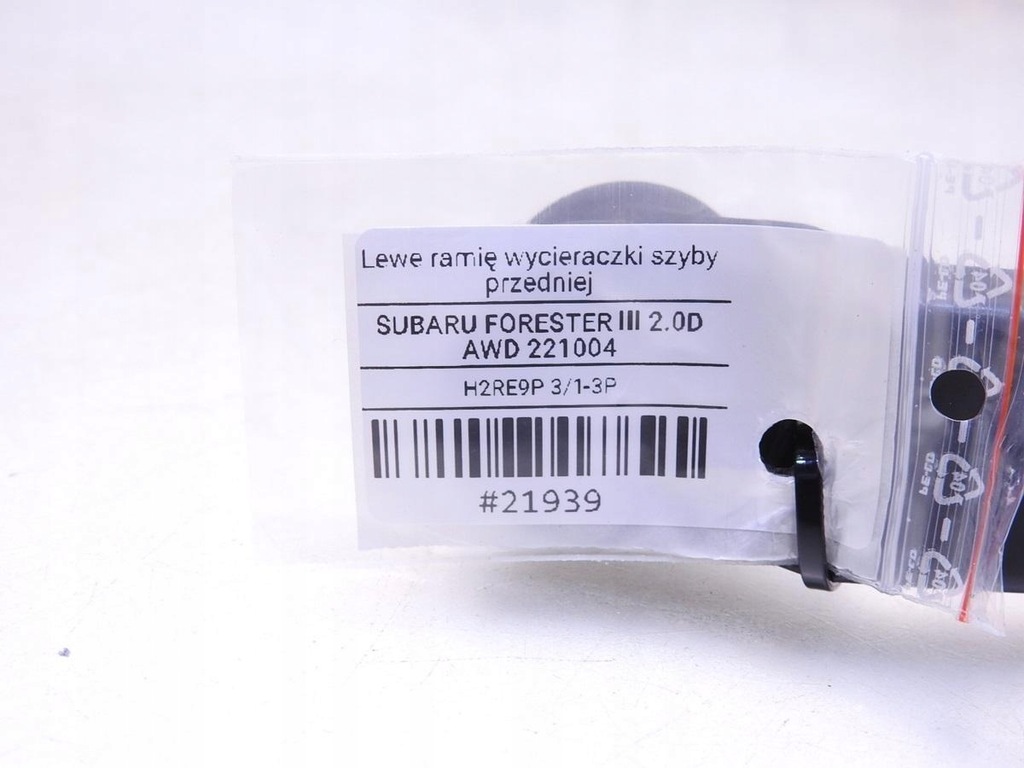 Lewe ramię wycieraczki szyby
przedniej
SUBARU FORESTER III 2.0D
AWD 221004
H2RE9P 3/1-3P
#21939